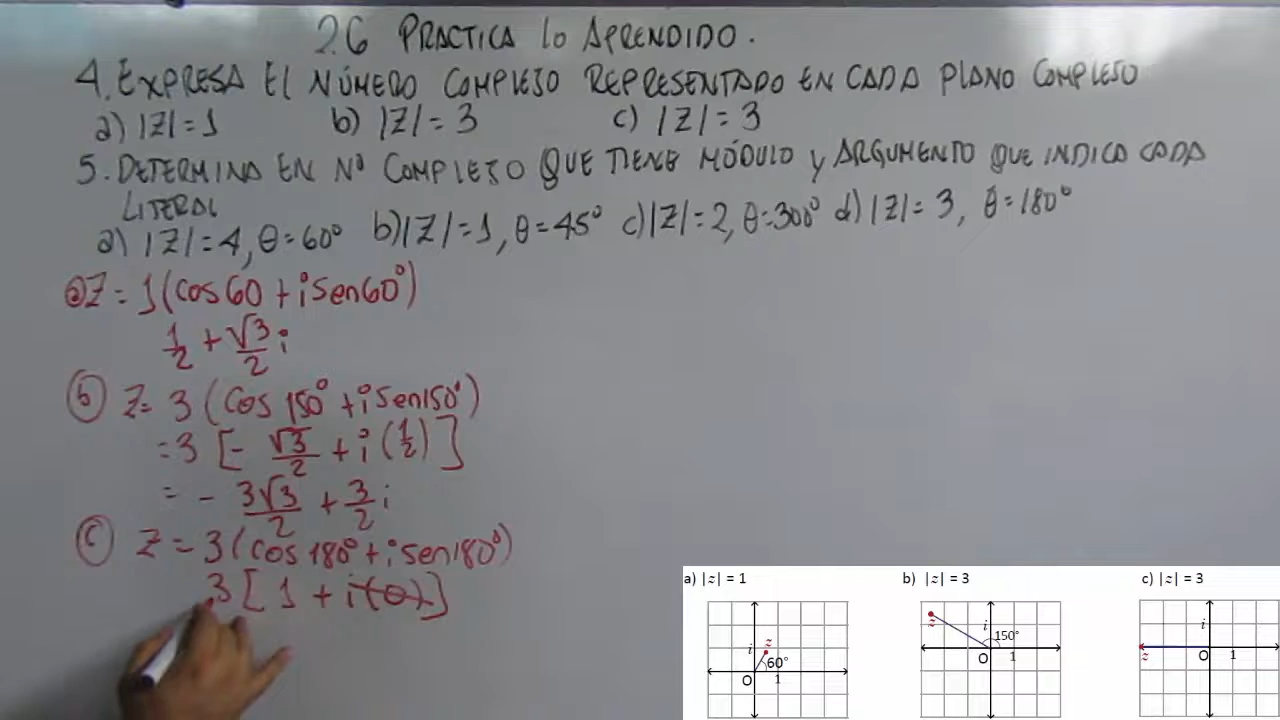 2.6 PRACTICA lo APRENDIDO.
4. EXPRESA El NÚMERO COMPLEJO REPRESENTADO EN CADA PLANO COMPLEJO
a) |Z| = 1 b) |Z| = 3 c) |Z| = 3
5. DETERMINA EN Nº COMPLEJO QUE TIENE MÓDULO y ARGUMENTO QUE INDICA CADA
LITERAL
a) |Z| = 4, θ = 60° b) |Z| = 1, θ = 45° c) |Z| = 2, θ = 300° d) |Z| = 3, θ = 180°
a) Z = 1 (cos 60 + i sen 60°)
1/2 + √3/2 i
b) Z = 3 (cos 150° + i sen 150°)
= 3 [- √3/2 + i (1/2)]
= - 3√3/2 + 3/2 i
c) Z = 3 (cos 180° + i sen 180°)
3 [1 + i(0)]
a) |z| = 1 b) |z| = 3 c) |z| = 3
z i 60° O 1
z i 150° O 1
z i O 1